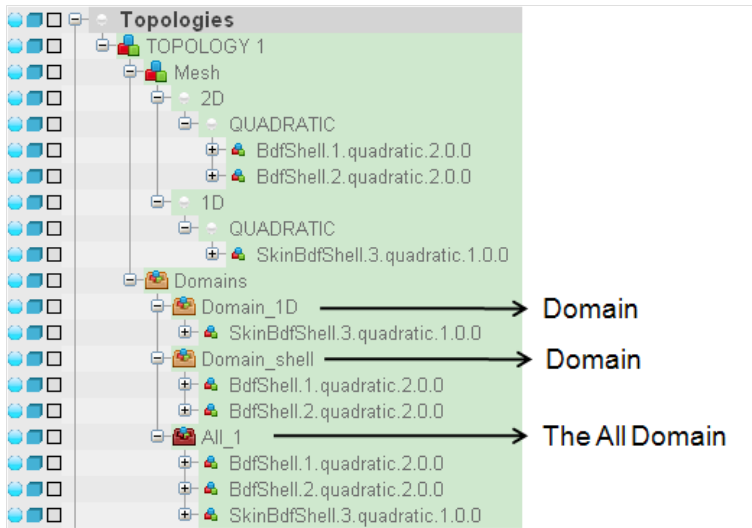 Topologies
TOPOLOGY 1
Mesh
2D
QUADRATIC
BdfShell.1.quadratic.2.0.0
BdfShell.2.quadratic.2.0.0
1D
QUADRATIC
SkinBdfShell.3.quadratic.1.0.0
Domains
Domain_1D Domain
SkinBdfShell.3.quadratic.1.0.0
Domain_shell Domain
BdfShell.1.quadratic.2.0.0
BdfShell.2.quadratic.2.0.0
All_1 The All Domain
BdfShell.1.quadratic.2.0.0
BdfShell.2.quadratic.2.0.0
SkinBdfShell.3.quadratic.1.0.0